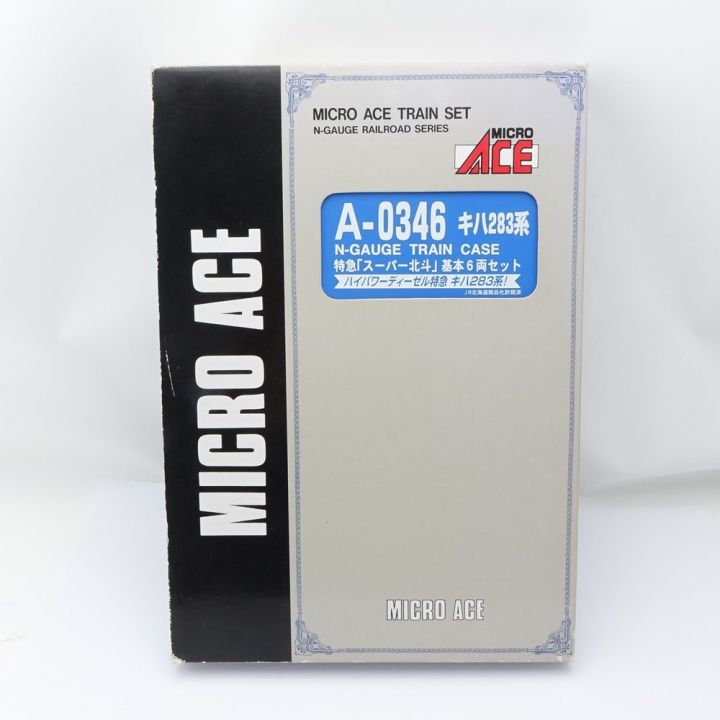 MICRO ACE
MICRO ACE TRAIN SET
N-GAUGE RAILROAD SERIES
MICRO
ACE
A-0346 キハ283系
N-GAUGE TRAIN CASE
特急「スーパー北斗」基本6両セット
ハイパワーディーゼル特急 キハ283系!
JR北海道商品化許諾済
MICRO ACE